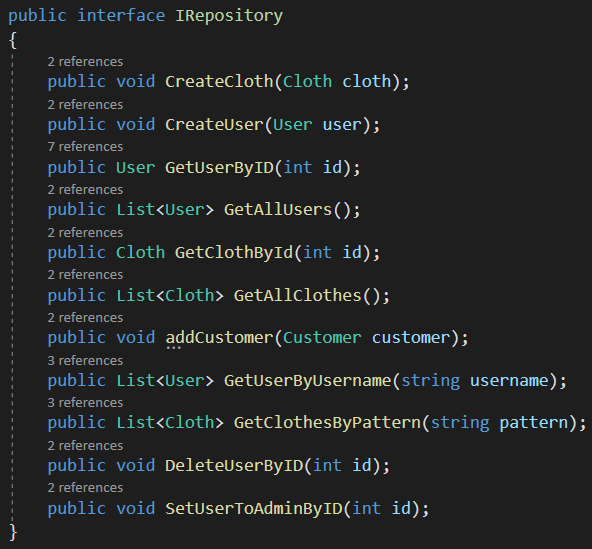 public interface IRepository
{
2 references
public void CreateCloth(Cloth cloth);
2 references
public void CreateUser(User user);
7 references
public User GetUserByID(int id);
2 references
public List<User> GetAllUsers();
2 references
public Cloth GetClothById(int id);
2 references
public List<Cloth> GetAllClothes();
2 references
public void addCustomer(Customer customer);
3 references
public List<User> GetUserByUsername(string username);
3 references
public List<Cloth> GetClothesByPattern(string pattern);
2 references
public void DeleteUserByID(int id);
2 references
public void SetUserToAdminByID(int id);
}